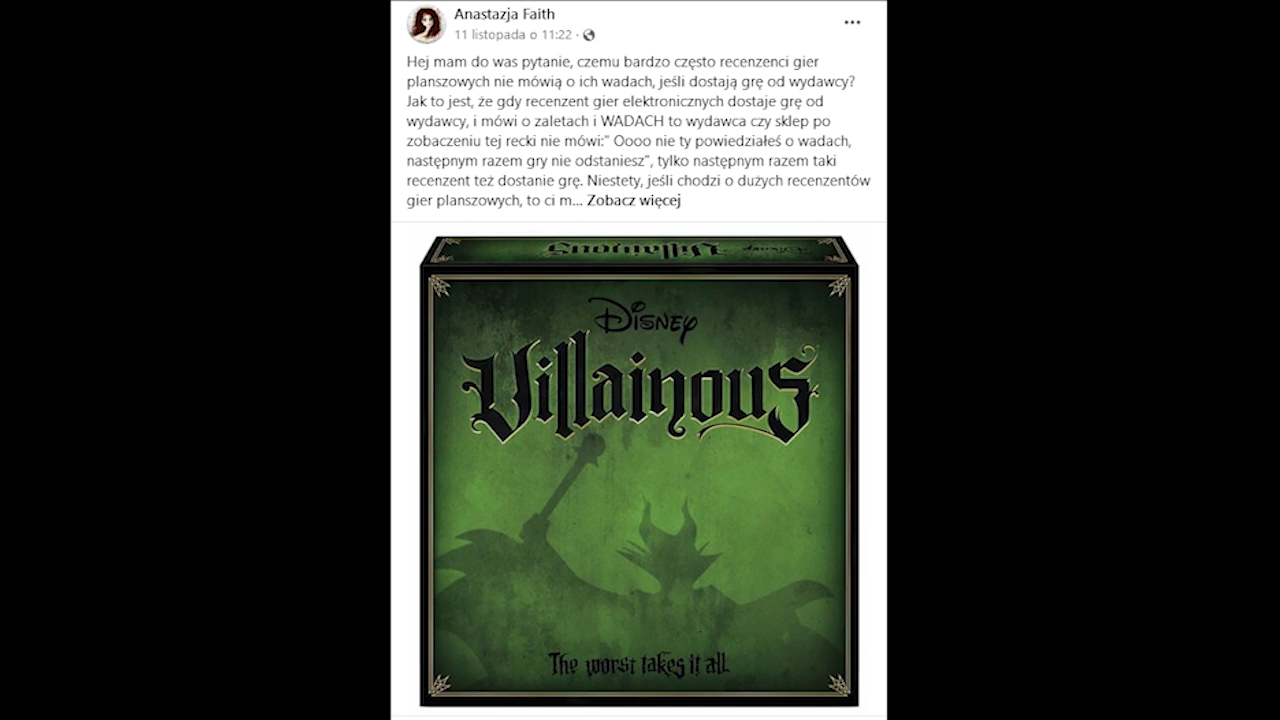 Anastazja Faith
11 listopada o 11:22 ·
Hej mam do was pytanie, czemu bardzo często recenzenci gier
planszowych nie mówią o ich wadach, jeśli dostają grę od wydawcy?
Jak to jest, że gdy recenzent gier elektronicznych dostaje grę od
wydawcy, i mówi o zaletach i WADACH to wydawca czy sklep po
zobaczeniu tej recki nie mówi:" Oooo nie ty powiedziałeś o wadach,
następnym razem gry nie odstaniesz", tylko następnym razem taki
recenzent też dostanie grę. Niestety, jeśli chodzi o dużych recenzentów
gier planszowych, to ci m... Zobacz więcej
Disney Villainous
Disney
Villainous
The worst takes it all